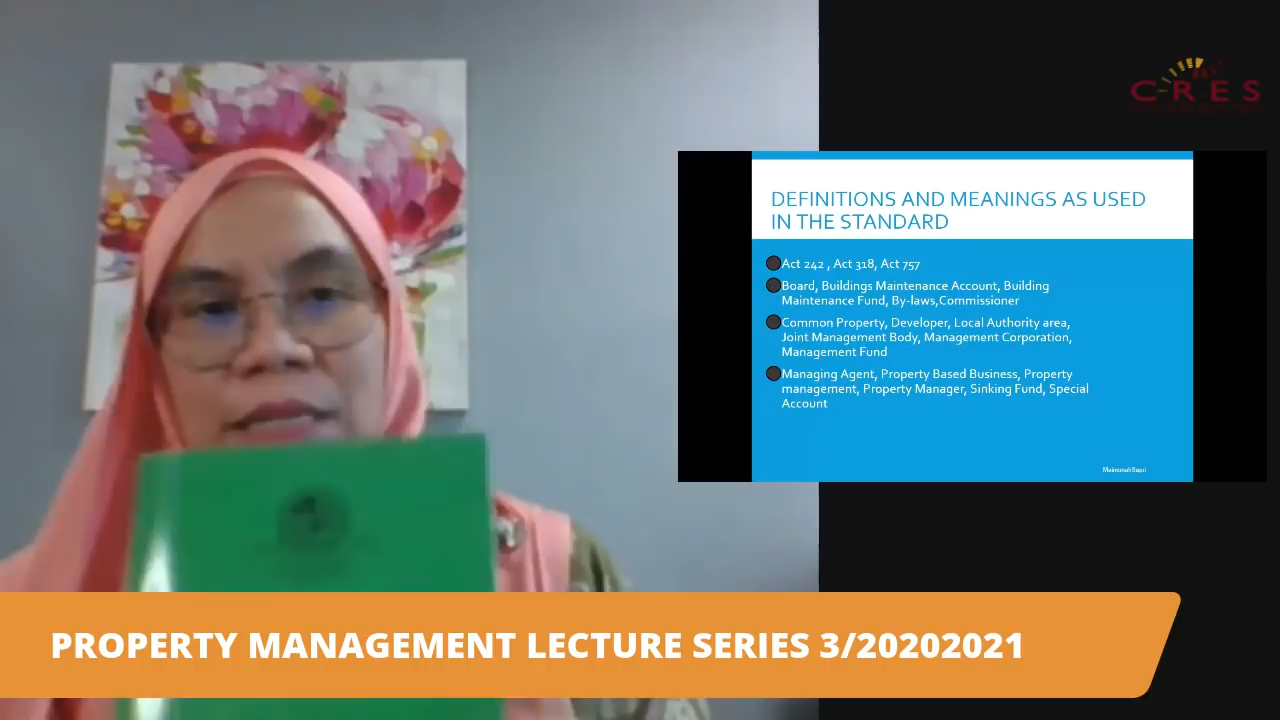 CRES
DEFINITIONS AND MEANINGS AS USED
IN THE STANDARD
Act 242 , Act 318, Act 757
Board, Buildings Maintenance Account, Building
Maintenance Fund, By-laws,Commissioner
Common Property, Developer, Local Authority area,
Joint Management Body, Management Corporation,
Management Fund
Managing Agent, Property Based Business, Property
management, Property Manager, Sinking Fund, Special
Account
Maimunah Sapri
PROPERTY MANAGEMENT LECTURE SERIES 3/20202021